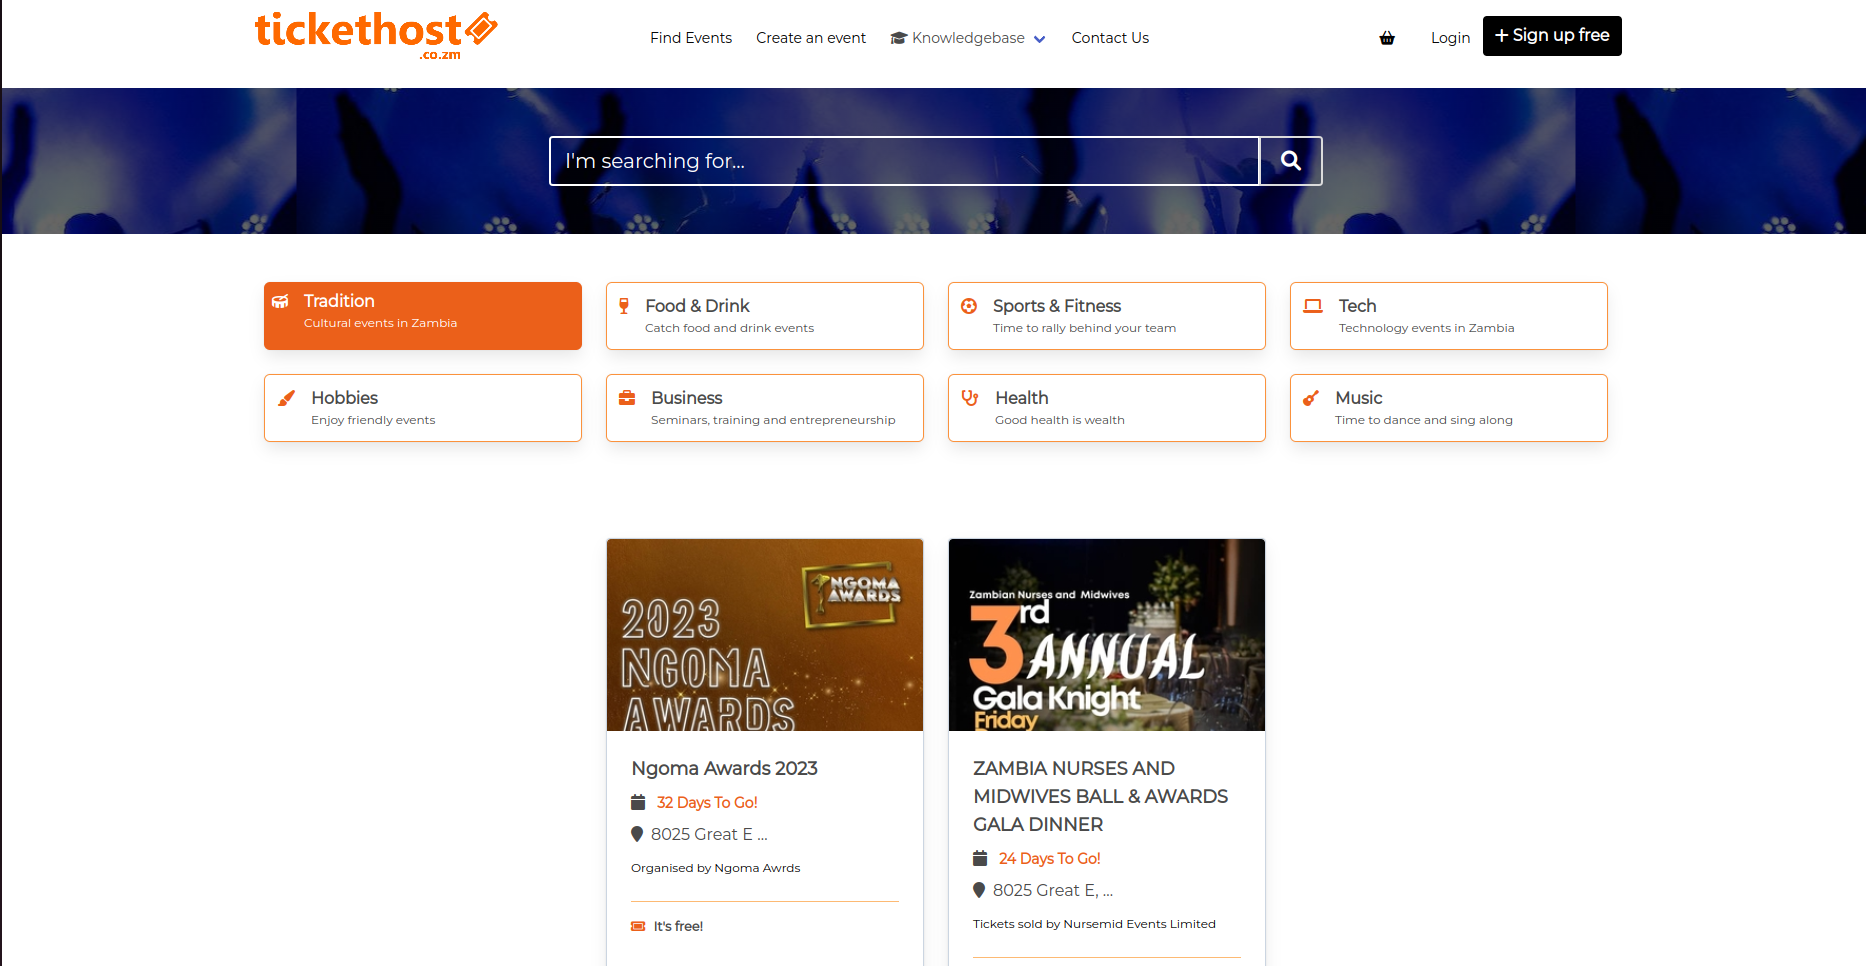 tickethost
.co.zm
Find Events
Create an event
Knowledgebase
Contact Us
Login
+ Sign up free
I'm searching for...
Tradition
Cultural events in Zambia
Food & Drink
Catch food and drink events
Sports & Fitness
Time to rally behind your team
Tech
Technology events in Zambia
Hobbies
Enjoy friendly events
Business
Seminars, training and entrepreneurship
Health
Good health is wealth
Music
Time to dance and sing along
NGOMA
AWARDS
2023
NGOMA
AWARDS
Ngoma Awards 2023
32 Days To Go!
8025 Great E ...
Organised by Ngoma Awrds
It's free!
Zambian Nurses and Midwives
3rd
ANNUAL
Gala Knight
Friday
ZAMBIA NURSES AND
MIDWIVES BALL & AWARDS
GALA DINNER
24 Days To Go!
8025 Great E, ...
Tickets sold by Nursemid Events Limited